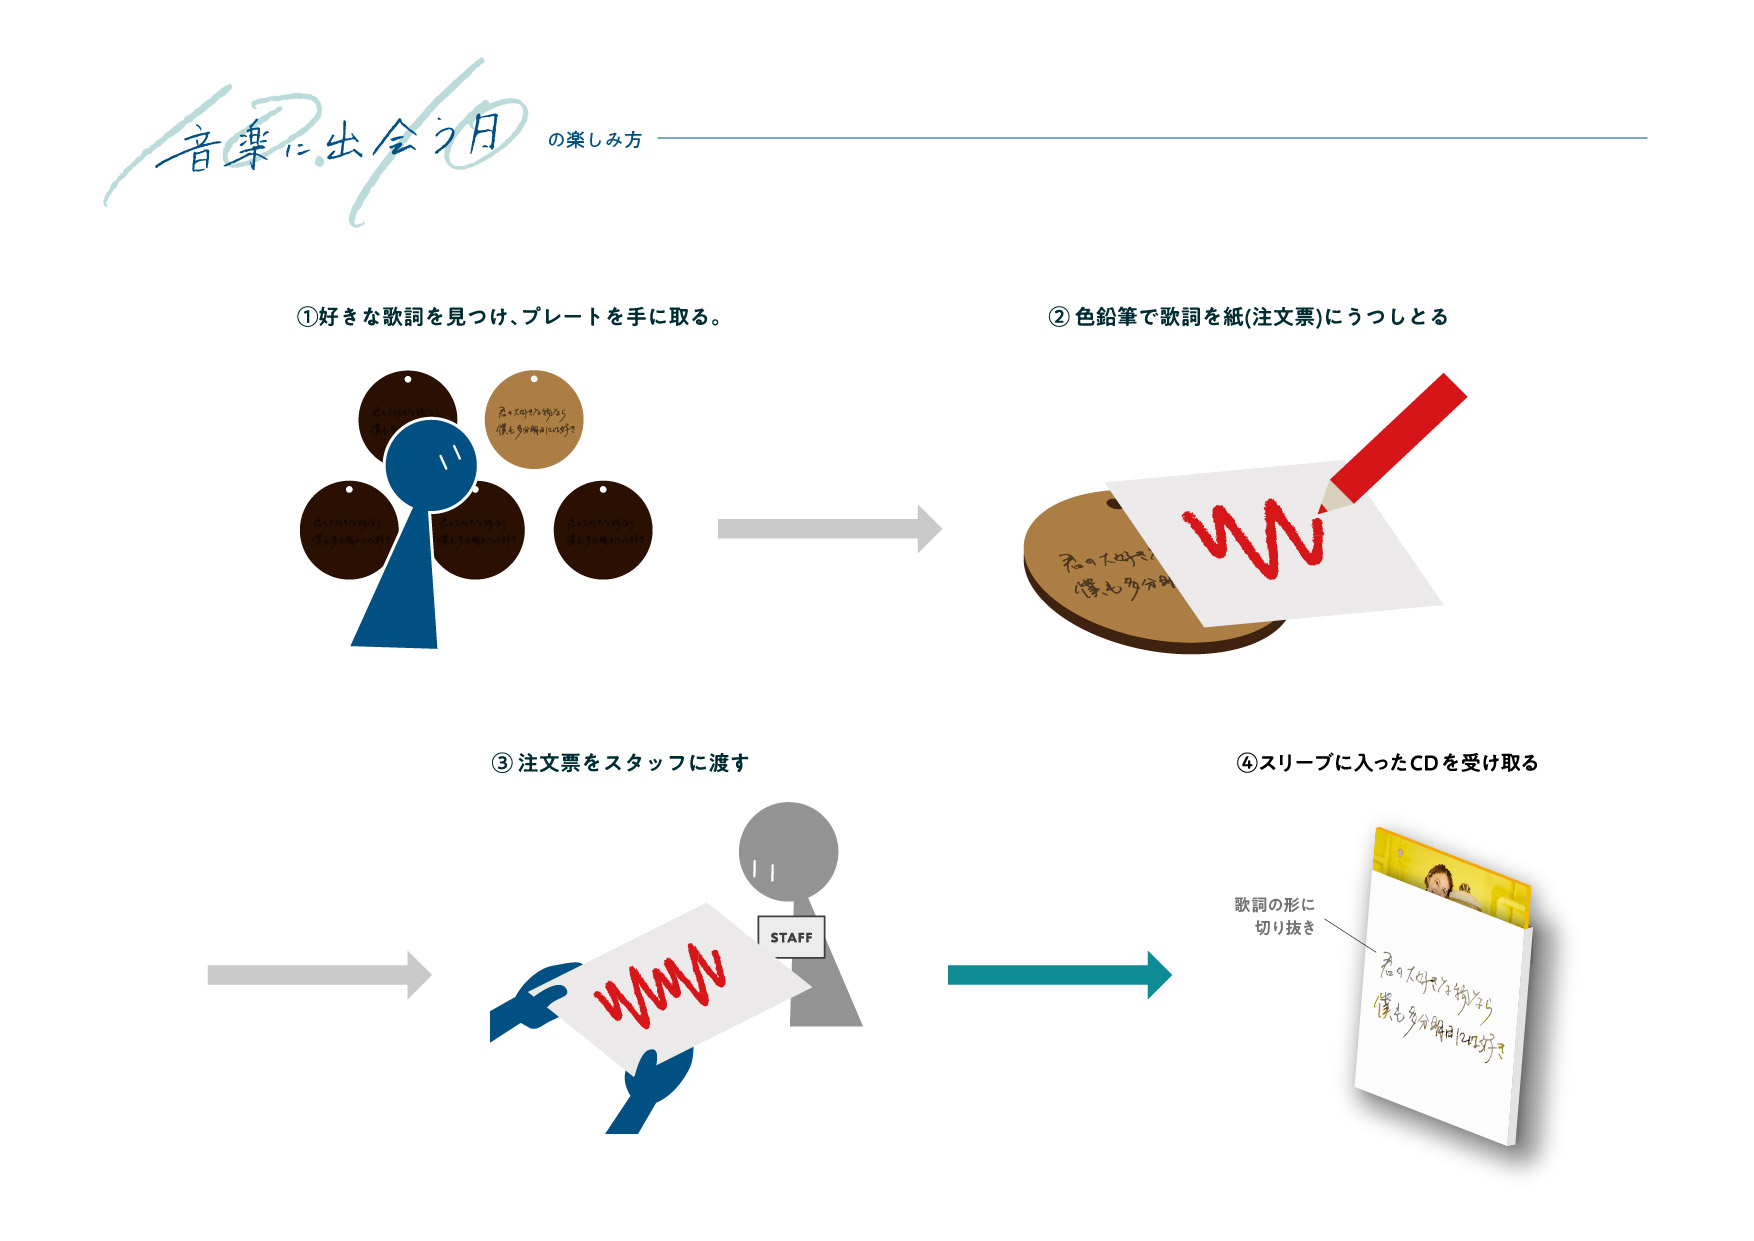 10.10
音楽に出会う日 の楽しみ方
①好きな歌詞を見つけ、プレートを手に取る。
② 色鉛筆で歌詞を紙(注文票)にうつしとる
君の大好きな物なら
僕も多分明日には好き
君の大好き
僕も多分明
③ 注文票をスタッフに渡す
④スリーブに入ったCDを受け取る
STAFF
歌詞の形に
切り抜き
君の大好きな物なら
僕も多分明日には好き